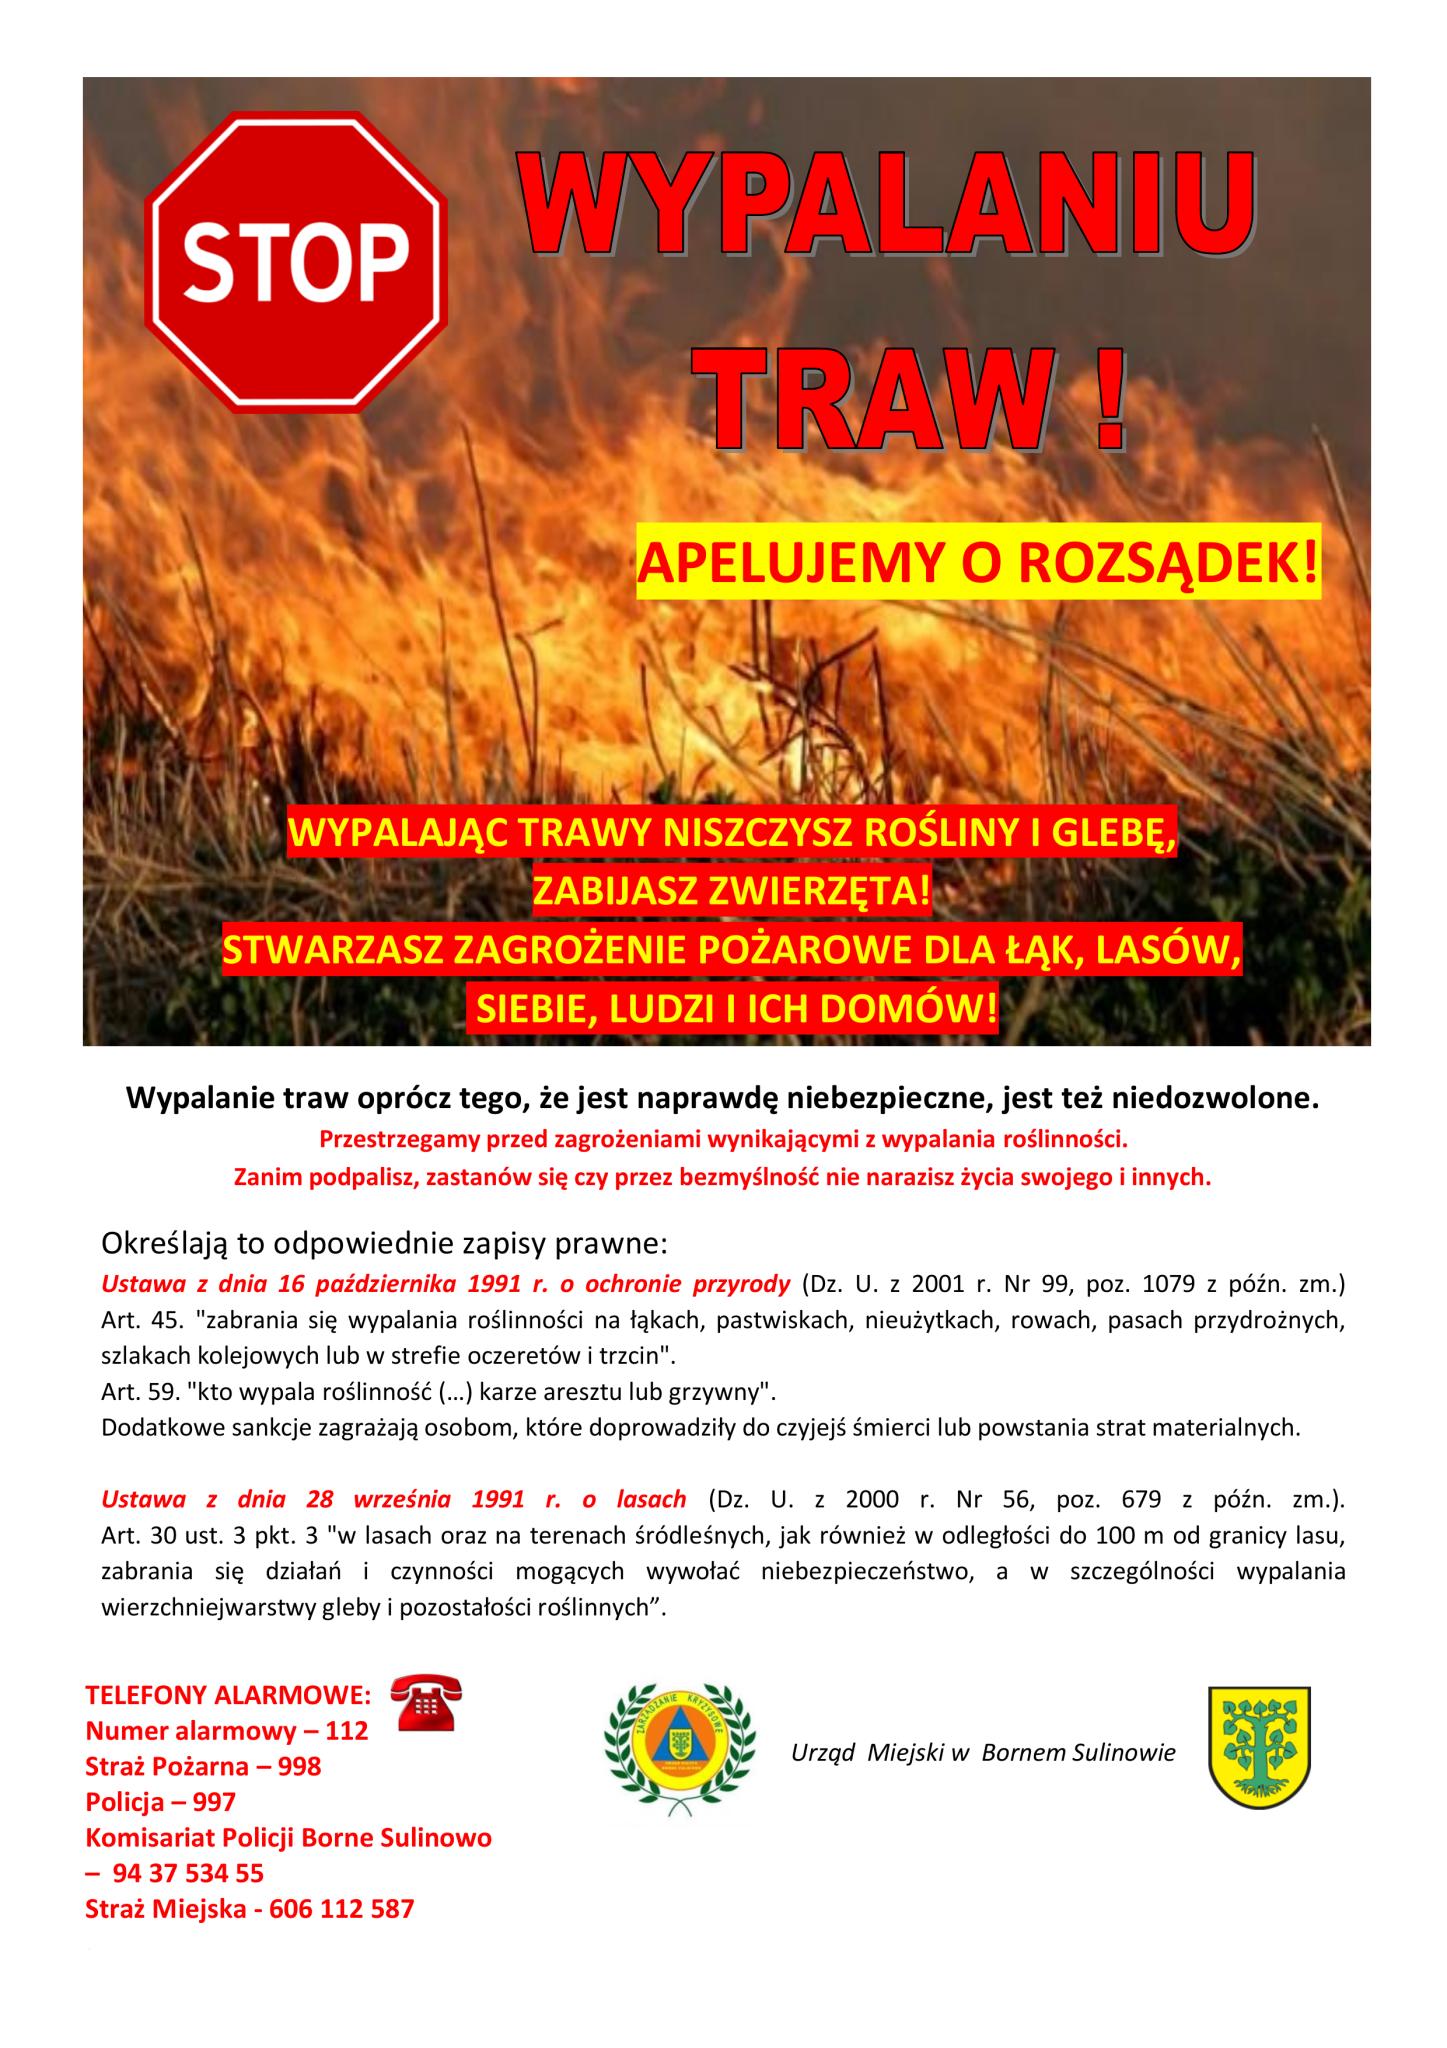 STOP
WYPALANIU
TRAW !
APELUJEMY O ROZSĄDEK!
WYPALAJĄC TRAWY NISZCZYSZ ROŚLINY I GLEBĘ,
ZABIJASZ ZWIERZĘTA!
STWARZASZ ZAGROŻENIE POŻAROWE DLA ŁĄK, LASÓW,
SIEBIE, LUDZI I ICH DOMÓW!
Wypalanie traw oprócz tego, że jest naprawdę niebezpieczne, jest też niedozwolone.
Przestrzegamy przed zagrożeniami wynikającymi z wypalania roślinności.
Zanim podpalisz, zastanów się czy przez bezmyślność nie narazisz życia swojego i innych.
Określają to odpowiednie zapisy prawne:
Ustawa z dnia 16 października 1991 r. o ochronie przyrody (Dz. U. z 2001 r. Nr 99, poz. 1079 z późn. zm.)
Art. 45. "zabrania się wypalania roślinności na łąkach, pastwiskach, nieużytkach, rowach, pasach przydrożnych,
szlakach kolejowych lub w strefie oczeretów i trzcin".
Art. 59. "kto wypala roślinność (…) karze aresztu lub grzywny".
Dodatkowe sankcje zagrażają osobom, które doprowadziły do czyjejś śmierci lub powstania strat materialnych.
Ustawa z dnia 28 września 1991 r. o lasach (Dz. U. z 2000 r. Nr 56, poz. 679 z późn. zm.).
Art. 30 ust. 3 pkt. 3 "w lasach oraz na terenach śródleśnych, jak również w odległości do 100 m od granicy lasu,
zabrania się działań i czynności mogących wywołać niebezpieczeństwo, a w szczególności wypalania
wierzchniejwarstwy gleby i pozostałości roślinnych”.
TELEFONY ALARMOWE:
Numer alarmowy – 112
Straż Pożarna – 998
Policja – 997
Komisariat Policji Borne Sulinowo
– 94 37 534 55
Straż Miejska - 606 112 587
ZARZĄDZANIE KRYZYSOWE
BORNE SULINOWO
Urząd Miejski w Bornem Sulinowie